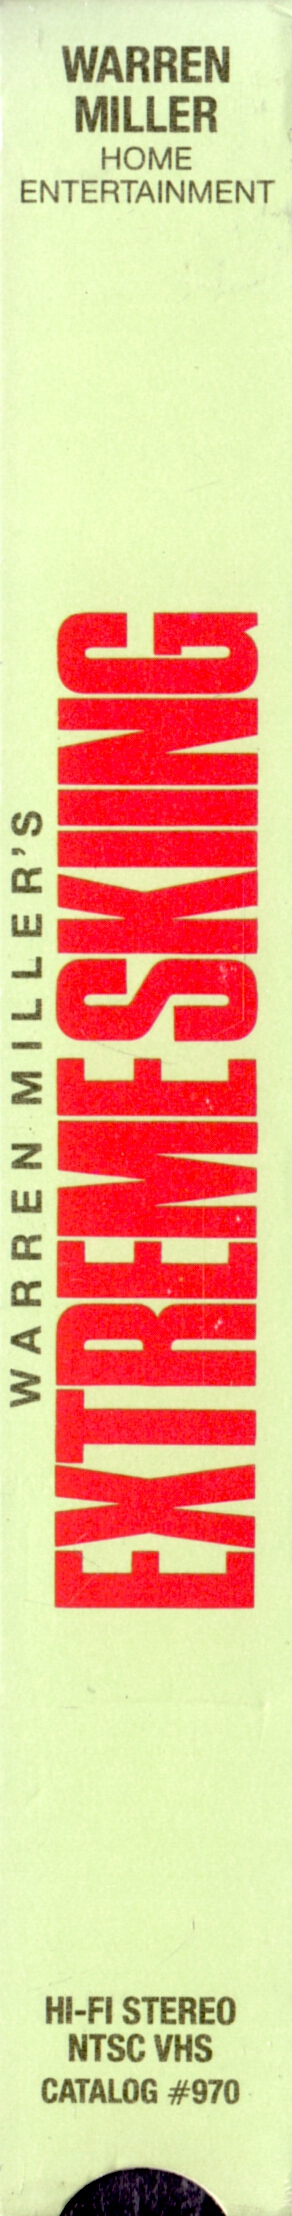 WARREN
MILLER
HOME
ENTERTAINMENT
WARREN MILLER'S
EXTREME SKIING
HI-FI STEREO
NTSC VHS
CATALOG #970